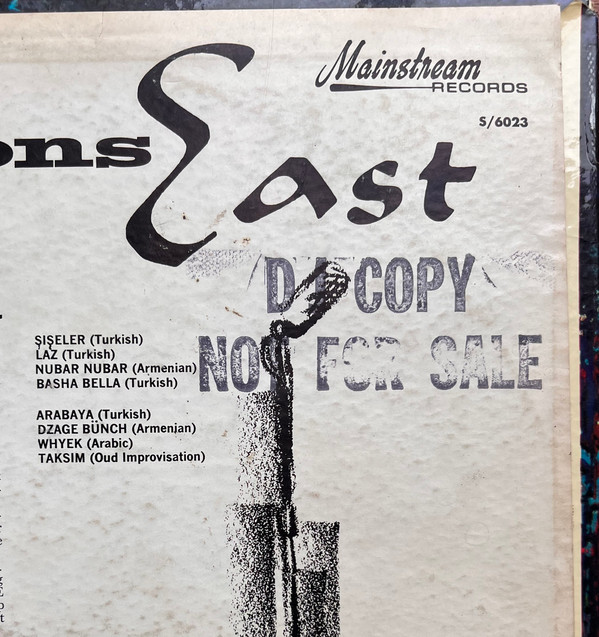 Mainstream
RECORDS
S/6023
ons East
D J COPY
NOT FOR SALE
ŞIŞELER (Turkish)
LAZ (Turkish)
NUBAR NUBAR (Armenian)
BASHA BELLA (Turkish)
ARABAYA (Turkish)
DZAGE BÜNCH (Armenian)
WHYEK (Arabic)
TAKSIM (Oud Improvisation)